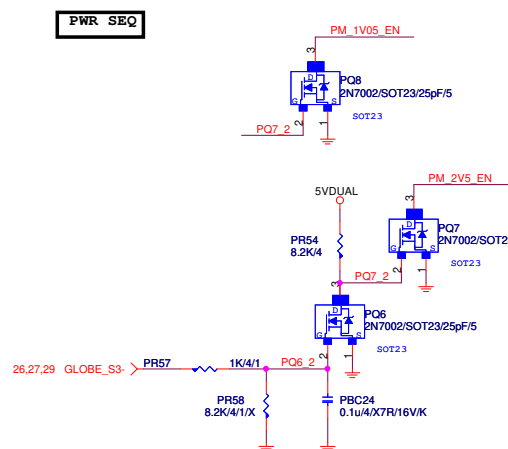 PWR SEQ
PM_1V05_EN
3
D
PQ8
2N7002/SOT23/25pF/5
G S
SOT23
2 1
PQ7_2
PM_2V5_EN
5VDUAL
3
D
PQ7
2N7002/SOT2
PR54
8.2K/4
G S
SOT23
2 1
PQ7_2
3
D
PQ6
2N7002/SOT23/25pF/5
G S
SOT23
2 1
26,27,29 GLOBE_S3- PR57 1K/4/1 PQ6_2
PR58
8.2K/4/1/X
PBC24
0.1u/4/X7R/16V/K